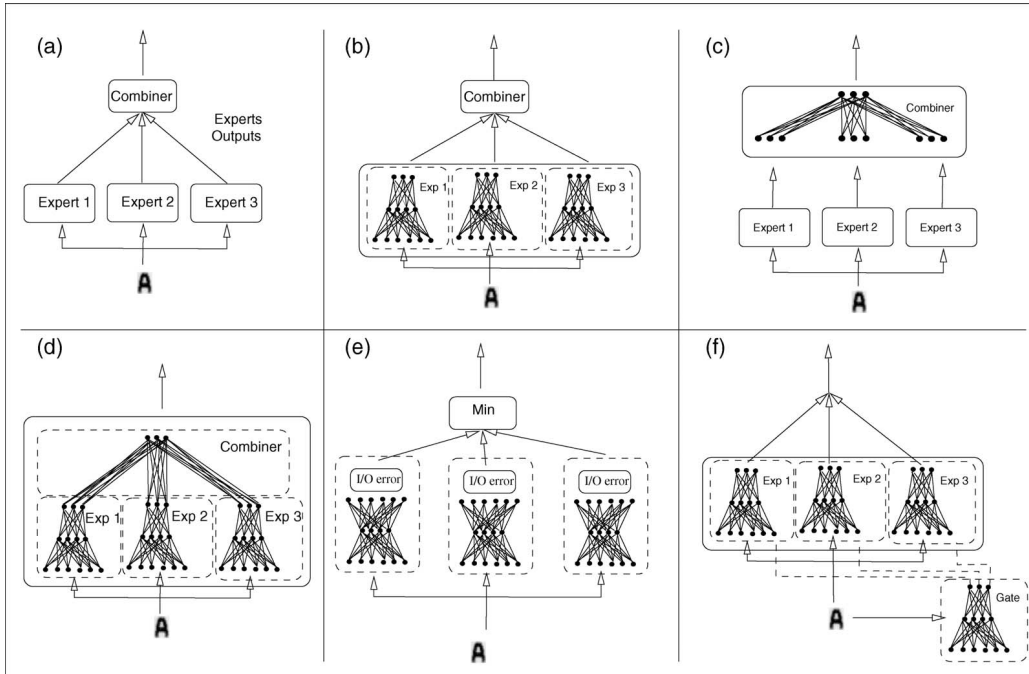 (a)
Combiner
Experts
Outputs
Expert 1
Expert 2
Expert 3
A
(b)
Combiner
Exp 1
Exp 2
Exp 3
A
(c)
Combiner
Expert 1
Expert 2
Expert 3
A
(d)
Combiner
Exp 1
Exp 2
Exp 3
A
(e)
Min
I/O error
I/O error
I/O error
A
(f)
Exp 1
Exp 2
Exp 3
Gate
A